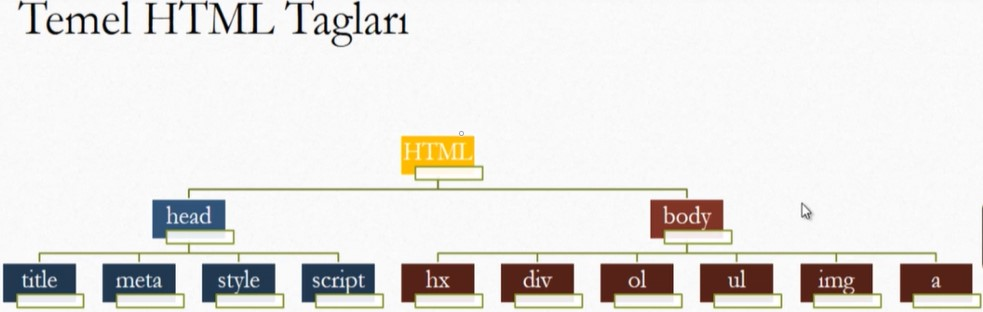 Temel HTML Tagları
HTML
head body
title meta style script hx div ol ul img a